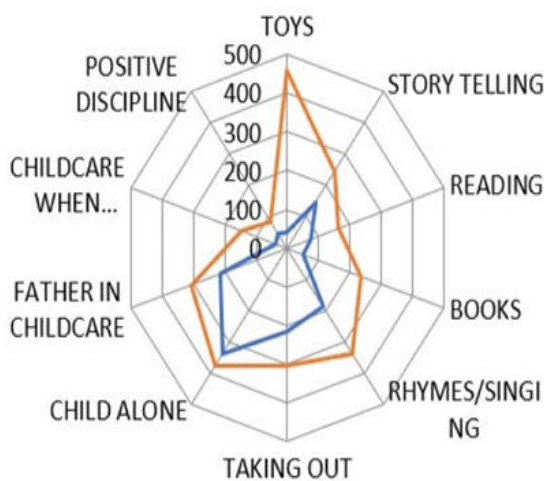 TOYS
500
400
300
200
100
0
STORY TELLING
READING
BOOKS
RHYMES/SINGI
NG
TAKING OUT
CHILD ALONE
FATHER IN
CHILDCARE
CHILDCARE
WHEN...
POSITIVE
DISCIPLINE